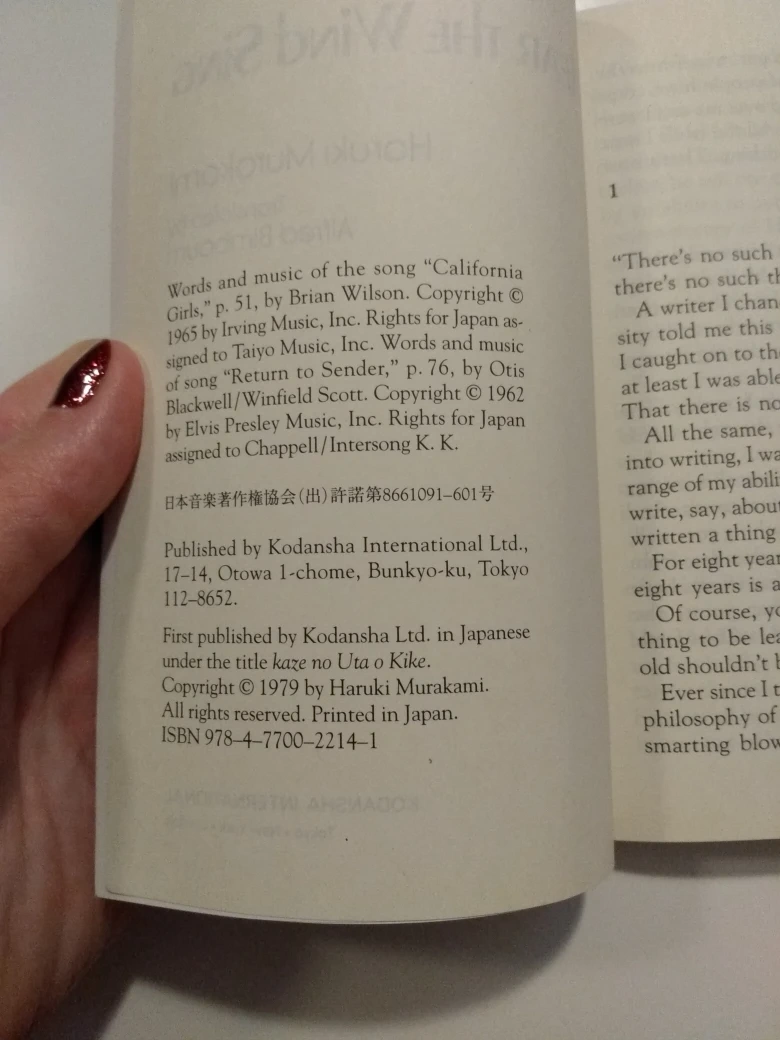 Words and music of the song “California
Girls,” p. 51, by Brian Wilson. Copyright ©
1965 by Irving Music, Inc. Rights for Japan as-
signed to Taiyo Music, Inc. Words and music
of song “Return to Sender,” p. 76, by Otis
Blackwell/Winfield Scott. Copyright © 1962
by Elvis Presley Music, Inc. Rights for Japan
assigned to Chappell/Intersong K. K.
日本音楽著作権協会(出)許諾第8661091–601号
Published by Kodansha International Ltd.,
17–14, Otowa 1-chome, Bunkyo-ku, Tokyo
112–8652.
First published by Kodansha Ltd. in Japanese
under the title kaze no Uta o Kike.
Copyright © 1979 by Haruki Murakami.
All rights reserved. Printed in Japan.
ISBN 978–4–7700–2214–1
1
“There’s no such
there’s no such
A writer I
sity told me this
I caught on to
at least I was able
That there is no
All the same,
into writing, I
range of my
write, say,
written a thing
For eight
eight years is
Of course,
thing to be
old shouldn’t
Ever since I
philosophy of
smarting